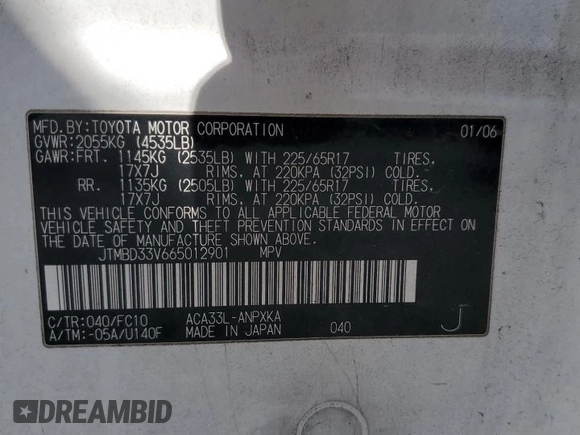 MFD.BY:TOYOTA MOTOR CORPORATION 01/06
GVWR:2055KG (4535LB)
GAWR:FRT. 1145KG (2535LB) WITH 225/65R17 TIRES,
17X7J RIMS, AT 220KPA (32PSI) COLD.
RR. 1135KG (2505LB) WITH 225/65R17 TIRES,
17X7J RIMS, AT 220KPA (32PSI) COLD.
THIS VEHICLE CONFORMS TO ALL APPLICABLE FEDERAL MOTOR
VEHICLE SAFETY AND THEFT PREVENTION STANDARDS IN EFFECT ON
THE DATE OF MANUFACTURE SHOWN ABOVE.
JTMBD33V665012901 MPV
C/TR:040/FC10 ACA33L-ANPXKA
A/TM:-05A/U140F MADE IN JAPAN 040 J
DREAMBID